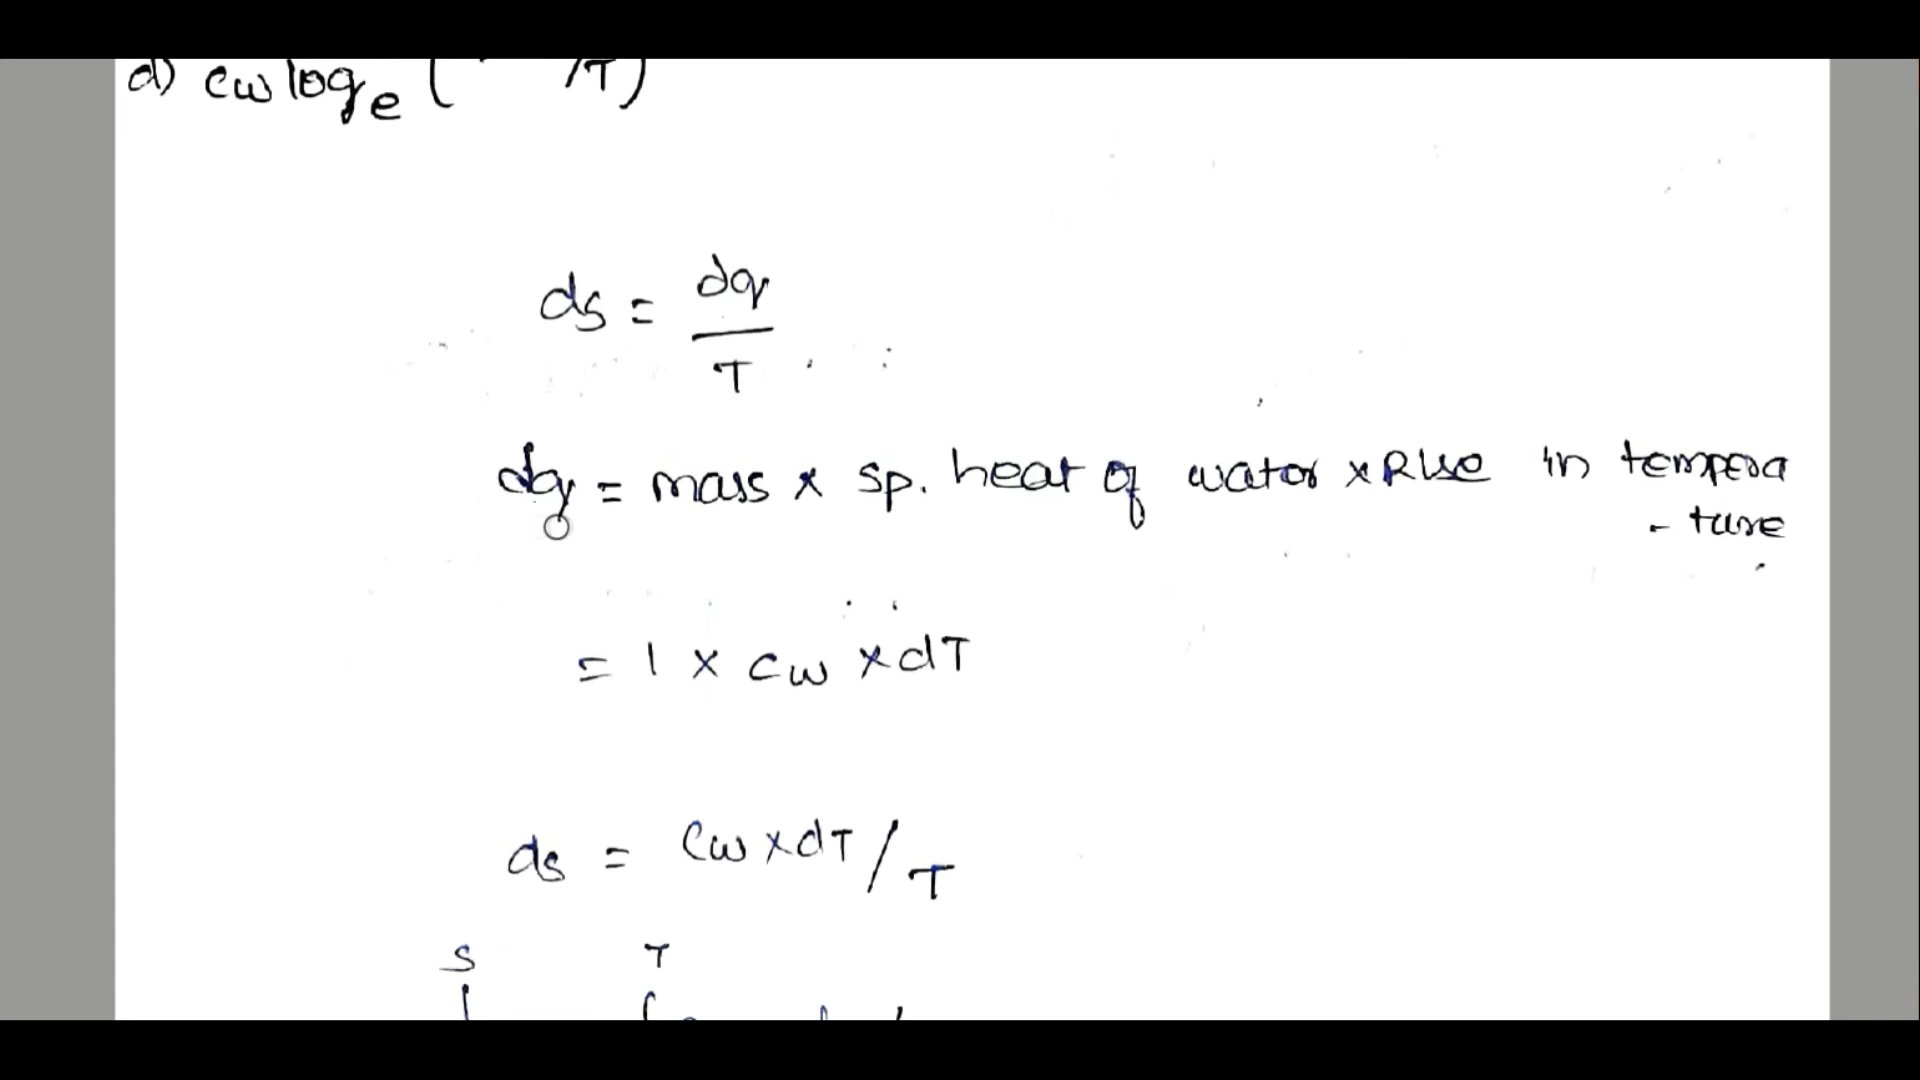 d) cw loge ( /T)
ds = dq
T
dq = mass x sp. heat of water x Rise in tempera
- ture
= 1 x cw x dT
ds = Cw x dT / T
S T